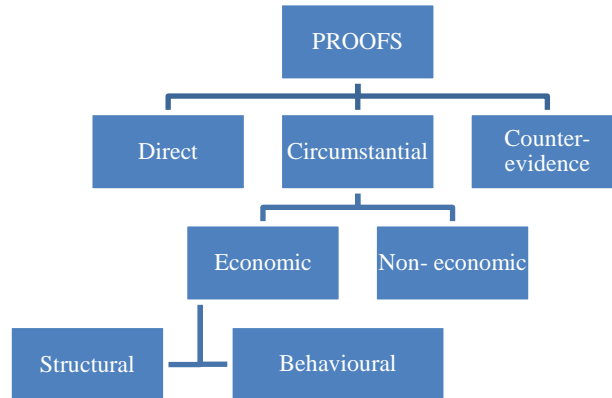 PROOFS
Direct
Circumstantial
Counter-
evidence
Economic
Non- economic
Structural
Behavioural